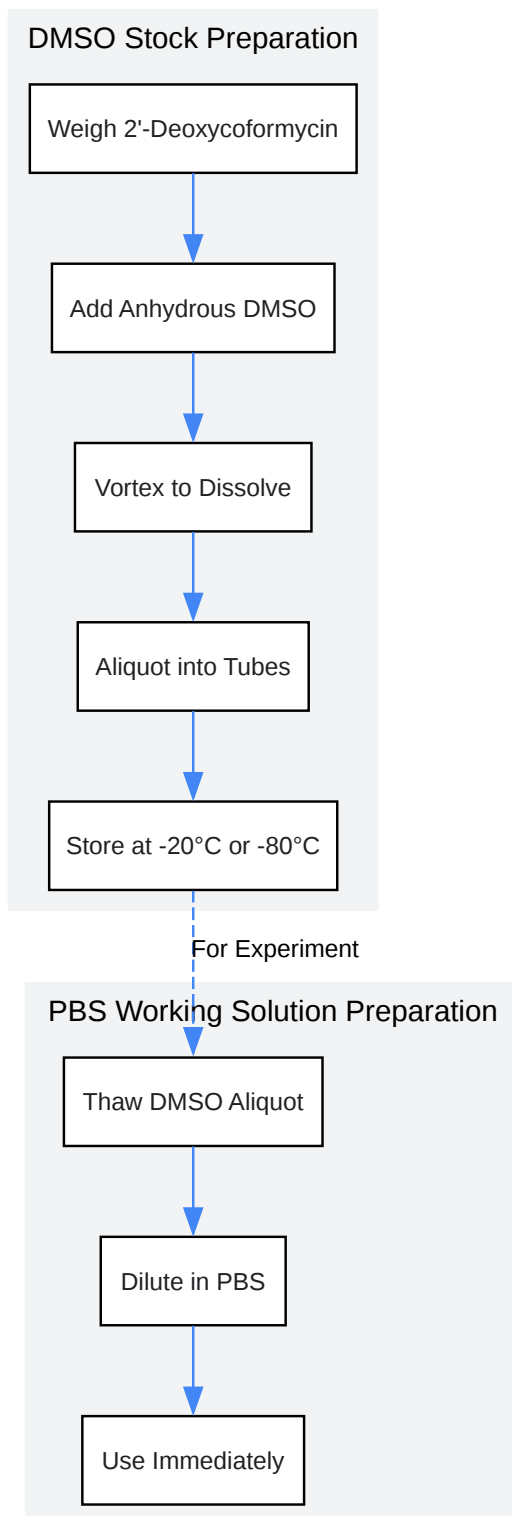 DMSO Stock Preparation
Weigh 2'-Deoxycoformycin
Add Anhydrous DMSO
Vortex to Dissolve
Aliquot into Tubes
Store at -20°C or -80°C
For Experiment
PBS Working Solution Preparation
Thaw DMSO Aliquot
Dilute in PBS
Use Immediately